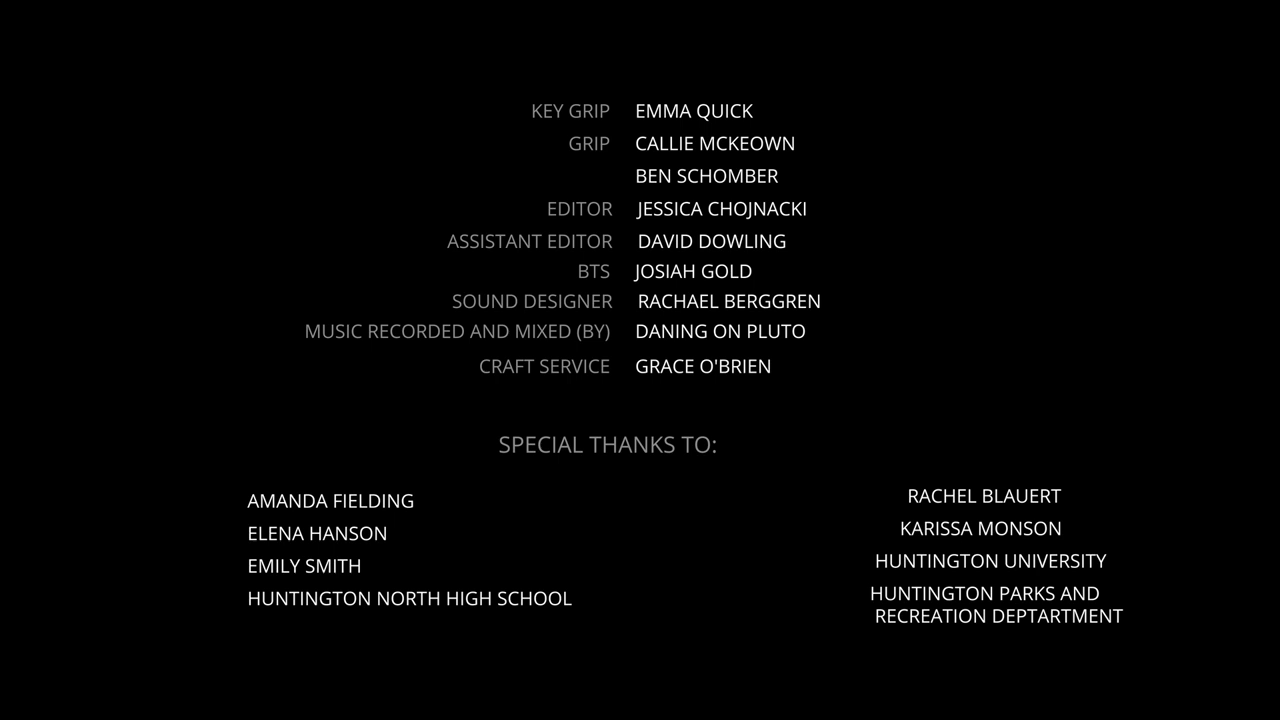 KEY GRIP EMMA QUICK
GRIP CALLIE MCKEOWN
BEN SCHOMBER
EDITOR JESSICA CHOJNACKI
ASSISTANT EDITOR DAVID DOWLING
BTS JOSIAH GOLD
SOUND DESIGNER RACHAEL BERGGREN
MUSIC RECORDED AND MIXED (BY) DANING ON PLUTO
CRAFT SERVICE GRACE O'BRIEN
SPECIAL THANKS TO:
AMANDA FIELDING
ELENA HANSON
EMILY SMITH
HUNTINGTON NORTH HIGH SCHOOL
RACHEL BLAUERT
KARISSA MONSON
HUNTINGTON UNIVERSITY
HUNTINGTON PARKS AND
RECREATION DEPTARTMENT